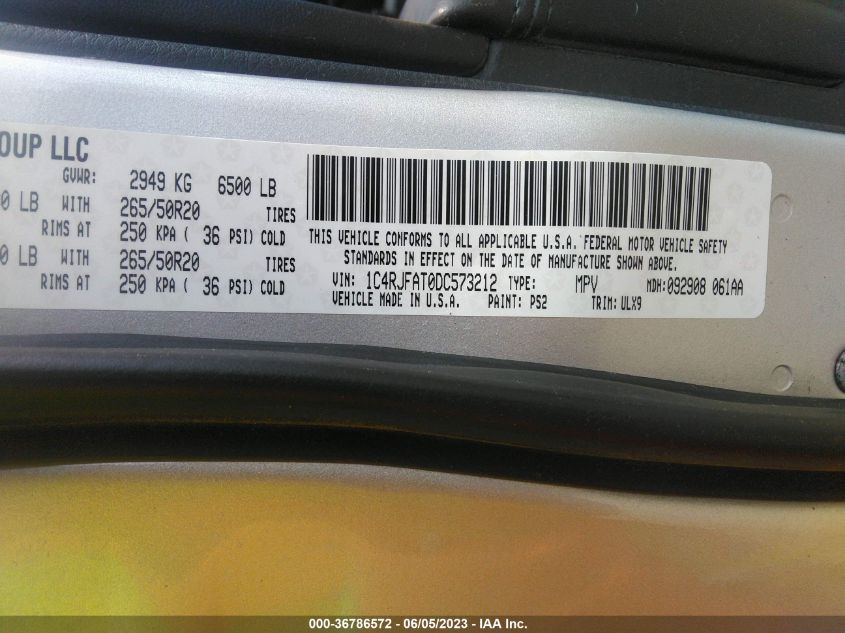 OUP LLC
GVWR: 2949 KG 6500 LB
0 LB WITH 265/50R20 TIRES
RIMS AT 250 KPA ( 36 PSI) COLD
0 LB WITH 265/50R20 TIRES
RIMS AT 250 KPA ( 36 PSI) COLD
THIS VEHICLE CONFORMS TO ALL APPLICABLE U.S.A. FEDERAL MOTOR VEHICLE SAFETY
STANDARDS IN EFFECT ON THE DATE OF MANUFACTURE SHOWN ABOVE.
VIN: 1C4RJFAT0DC573212 TYPE: MPV MDH:092908 061AA
VEHICLE MADE IN U.S.A. PAINT: PS2 TRIM: ULX9
000-36786572 - 06/05/2023 - IAA Inc.